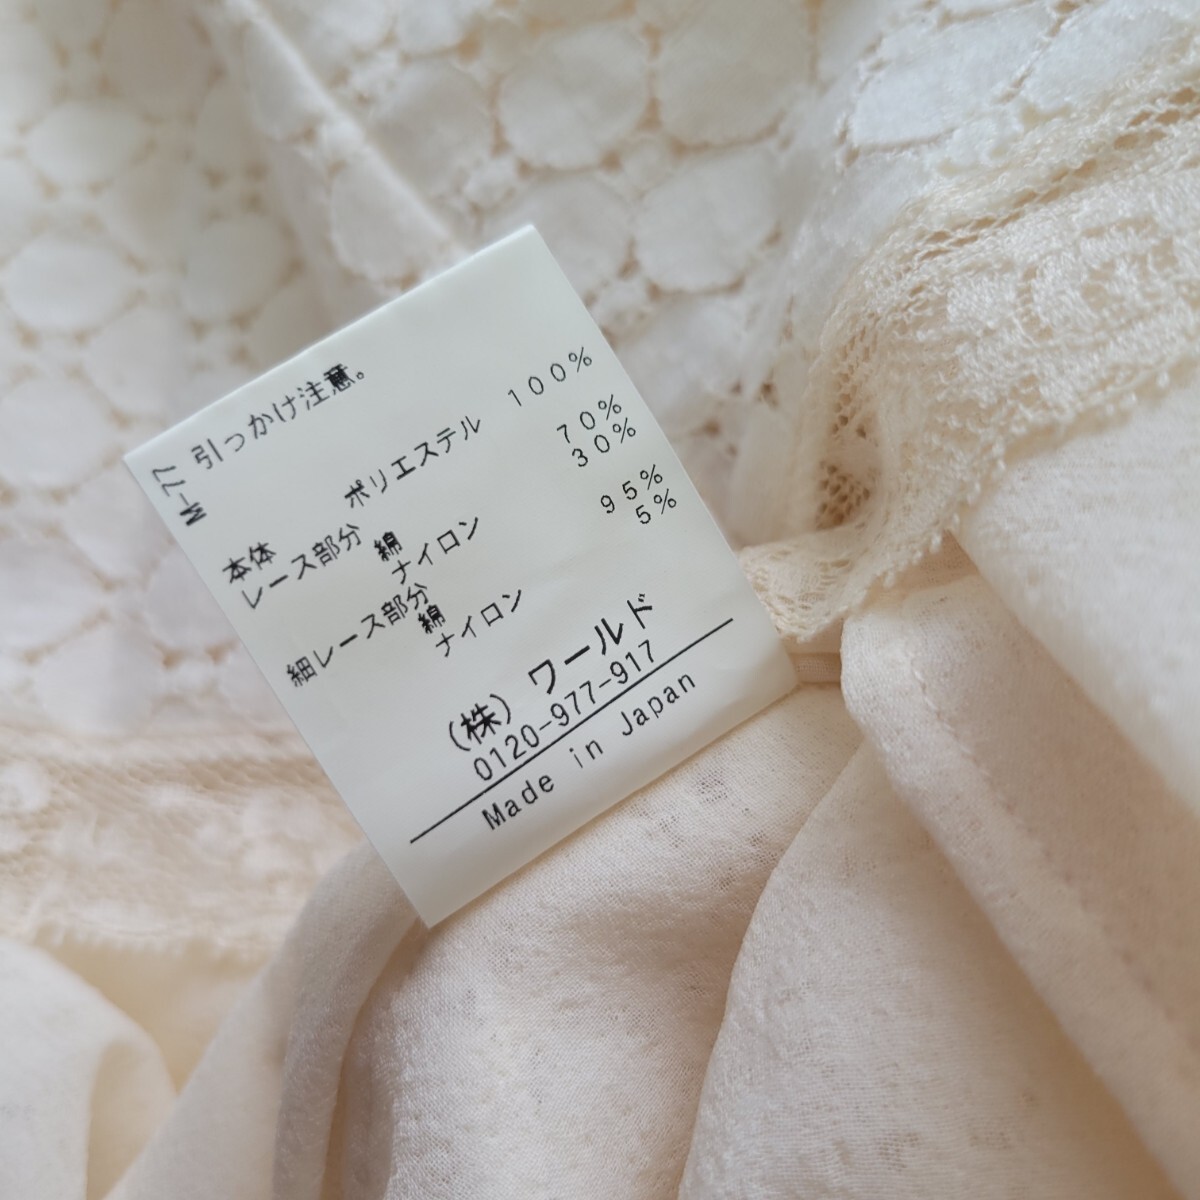 M-77 引っかけ注意。
本体 ポリエステル 100%
レース部分 綿 70%
ナイロン 30%
細レース部分 綿 95%
ナイロン 5%
(株) ワールド
0120-977-917
Made in Japan